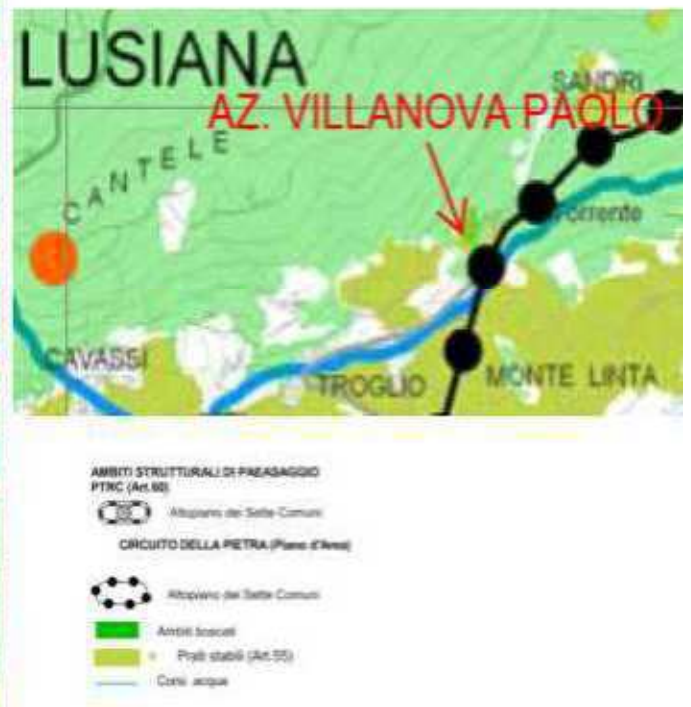 LUSIANA
SANDRI
AZ. VILLANOVA PAOLO
CANTELE
Torrente
CAVASSI
TROGLIO
MONTE LINTA
AMBITI STRUTTURALI DI PAEASAGGIO
PTRC (Art.60)
Altopiano dei Sette Comuni
CIRCUITO DELLA PIETRA (Piano d'Area)
Altopiano dei Sette Comuni
Ambiti boscati
Prati stabili (Art.55)
Corsi acqua